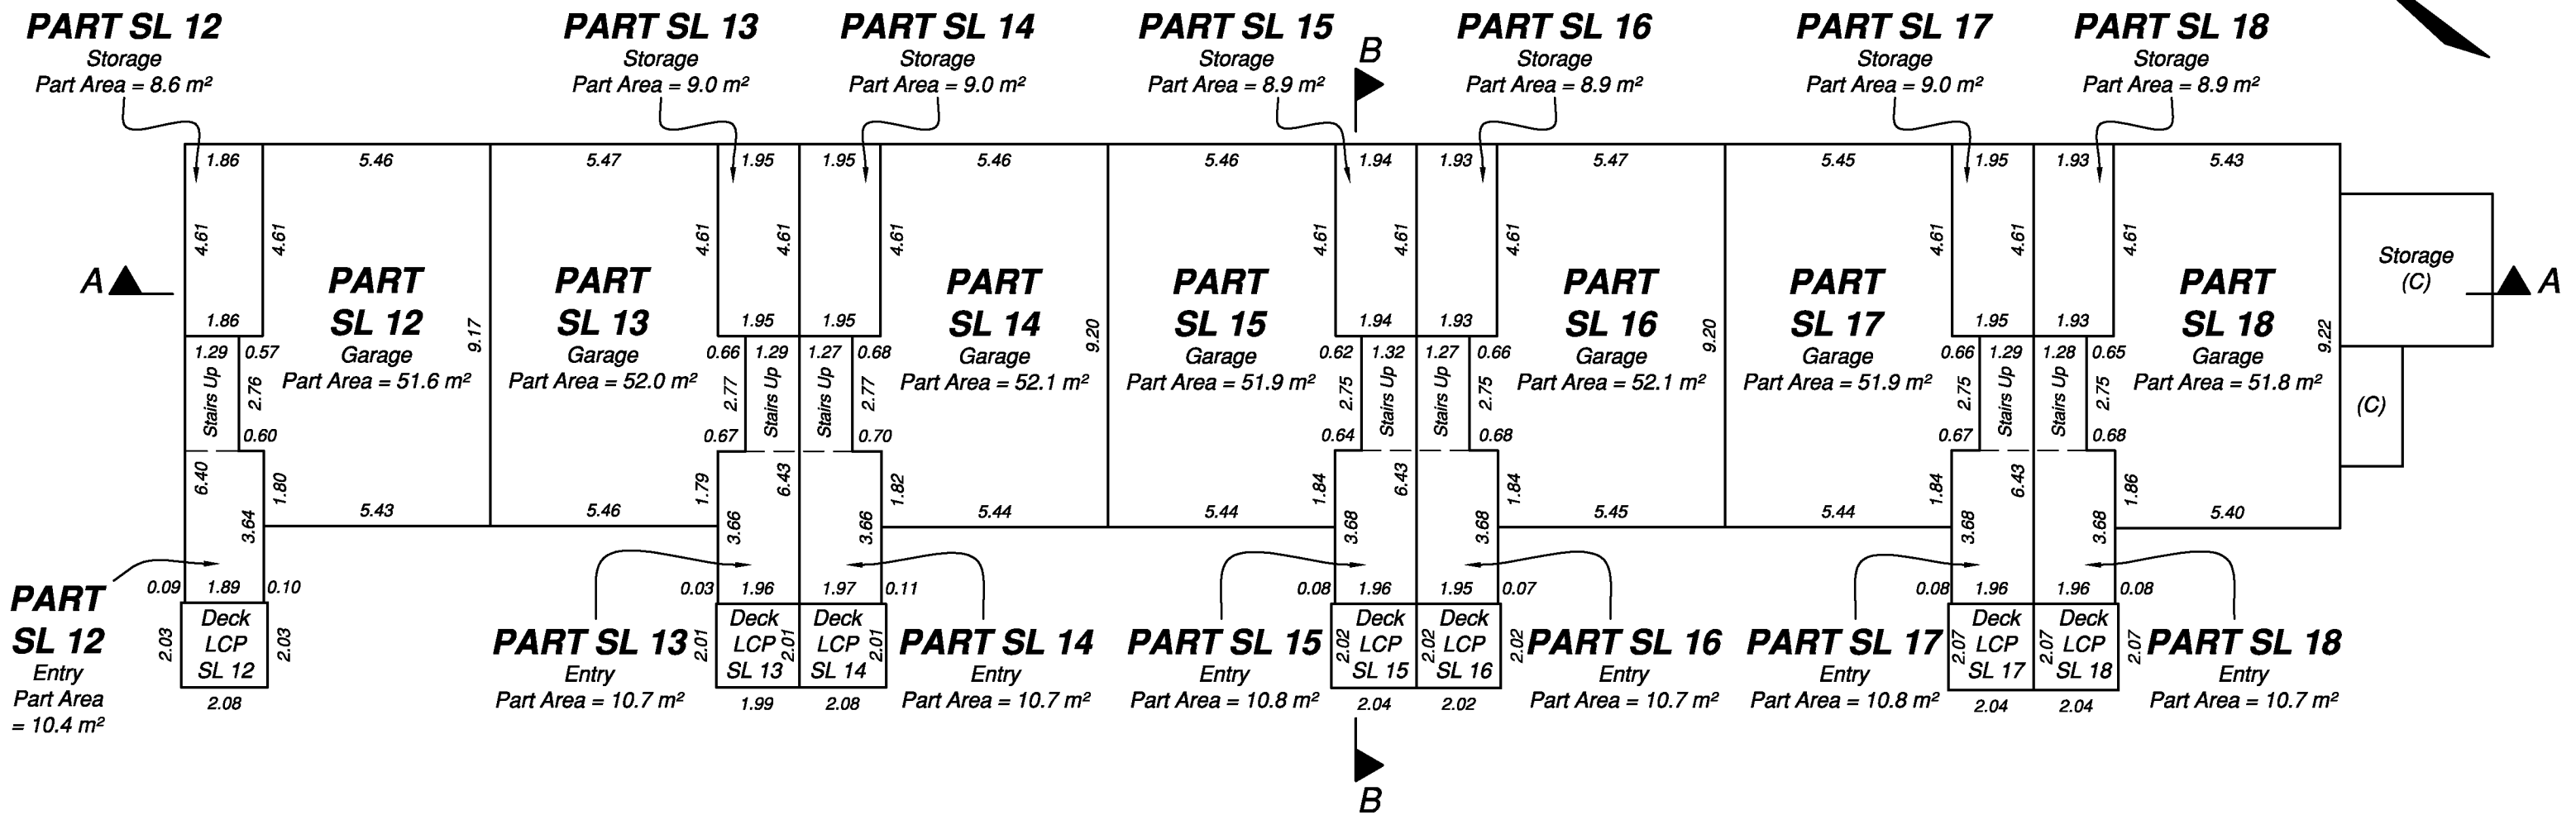 PART SL 12
Storage
Part Area = 8.6 m²
PART SL 13
Storage
Part Area = 9.0 m²
PART SL 14
Storage
Part Area = 9.0 m²
PART SL 15
Storage
Part Area = 8.9 m²
B
PART SL 16
Storage
Part Area = 8.9 m²
PART SL 17
Storage
Part Area = 9.0 m²
PART SL 18
Storage
Part Area = 8.9 m²
1.86 5.46 5.47 1.95 1.95 5.46 5.46 1.94 1.93 5.47 5.45 1.95 1.93 5.43
4.61 4.61 4.61 4.61 4.61 4.61 4.61 4.61 4.61 4.61 4.61
A
PART
SL 12
Garage
Part Area = 51.6 m²
9.17
PART
SL 13
Garage
Part Area = 52.0 m²
PART
SL 14
Garage
Part Area = 52.1 m²
9.20
PART
SL 15
Garage
Part Area = 51.9 m²
PART
SL 16
Garage
Part Area = 52.1 m²
9.20
PART
SL 17
Garage
Part Area = 51.9 m²
PART
SL 18
Garage
Part Area = 51.8 m²
9.22
Storage
(C)
A
(C)
1.86 1.95 1.95 1.94 1.93 1.95 1.93
1.29 0.57 0.66 1.29 1.27 0.68 0.62 1.32 1.27 0.66 0.66 1.29 1.28 0.65
Stairs Up 2.76 2.77 Stairs Up Stairs Up 2.77 2.75 Stairs Up Stairs Up 2.75 2.75 Stairs Up Stairs Up 2.75
0.60 0.67 0.70 0.64 0.68 0.67 0.68
6.40 1.80 1.79 6.43 1.82 1.84 6.43 1.84 1.84 6.43 1.86
5.43 5.46 5.44 5.44 5.45 5.44 5.40
3.64 3.66 3.66 3.68 3.68 3.68 3.68
0.09 1.89 0.10 0.03 1.96 1.97 0.11 0.08 1.96 1.95 0.07 0.08 1.96 1.96 0.08
PART
SL 12
Entry
Part Area
= 10.4 m²
2.03
Deck
LCP
SL 12
2.03
2.08
PART SL 13
Entry
Part Area = 10.7 m²
2.01
Deck
LCP
SL 13
2.01
1.99
Deck
LCP
SL 14
2.01
2.08
PART SL 14
Entry
Part Area = 10.7 m²
PART SL 15
Entry
Part Area = 10.8 m²
2.02
Deck
LCP
SL 15
2.02
2.04
Deck
LCP
SL 16
2.02
2.02
PART SL 16
Entry
Part Area = 10.7 m²
PART SL 17
Entry
Part Area = 10.8 m²
2.07
Deck
LCP
SL 17
2.07
2.04
Deck
LCP
SL 18
2.07
2.04
PART SL 18
Entry
Part Area = 10.7 m²
B